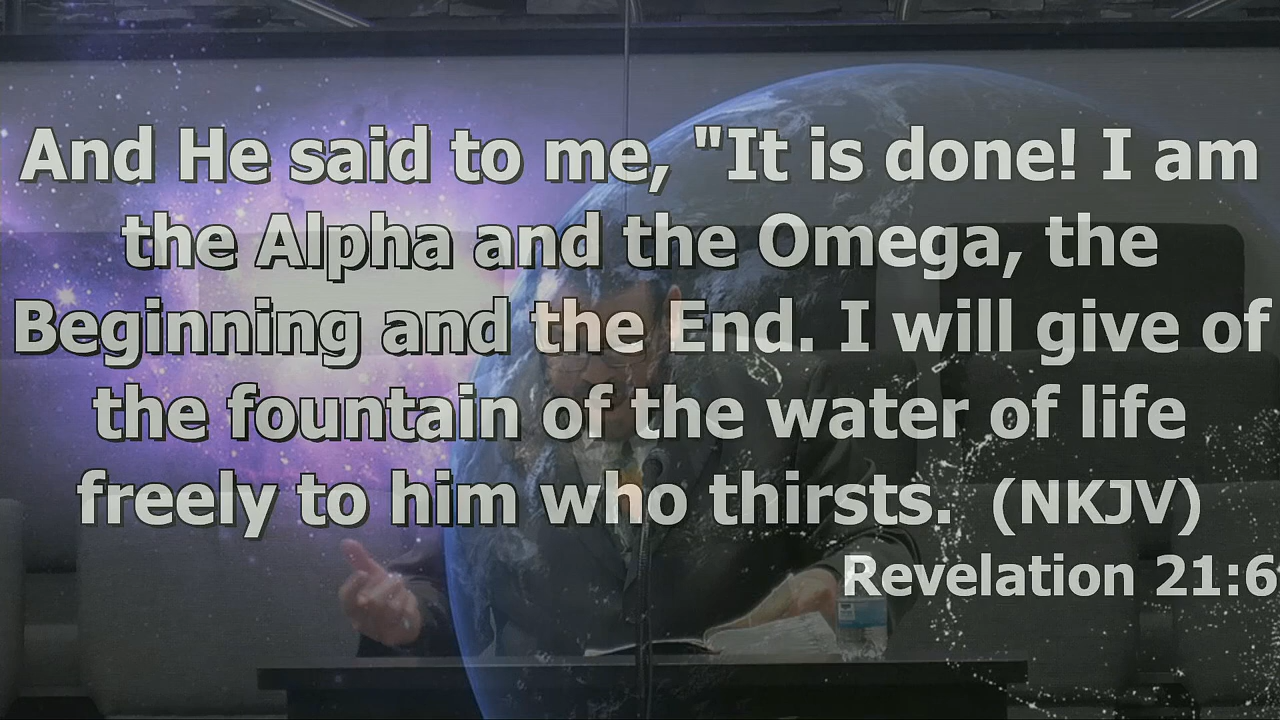 And He said to me, "It is done! I am
the Alpha and the Omega, the
Beginning and the End. I will give of
the fountain of the water of life
freely to him who thirsts. (NKJV)
Revelation 21:6